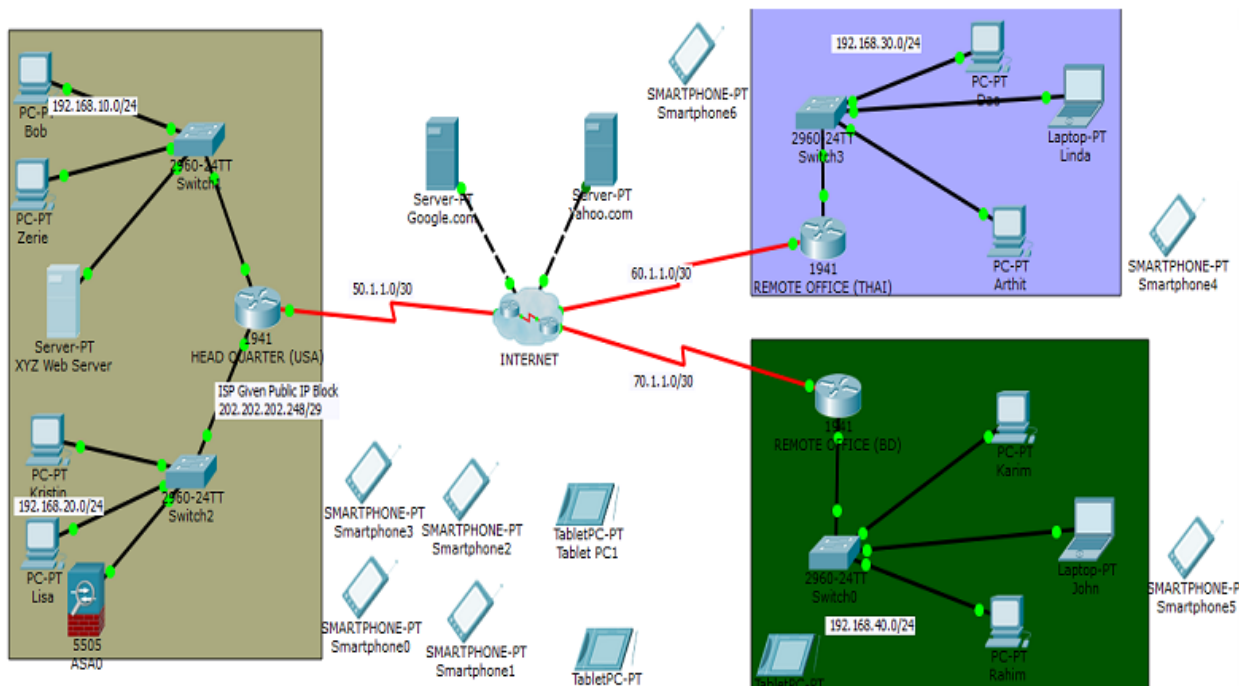 192.168.10.0/24
PC-PT
Bob
2960-24TT
Switch1
PC-PT
Zerie
Server-PT
XYZ Web Server
1941
HEAD QUARTER (USA)
ISP Given Public IP Block
202.202.202.248/29
PC-PT
Kristin
192.168.20.0/24
2960-24TT
Switch2
PC-PT
Lisa
5505
ASA0
50.1.1.0/30
Server-PT
Google.com
Server-PT
Yahoo.com
INTERNET
60.1.1.0/30
70.1.1.0/30
SMARTPHONE-PT
Smartphone6
SMARTPHONE-PT
Smartphone3
SMARTPHONE-PT
Smartphone2
TabletPC-PT
Tablet PC1
SMARTPHONE-PT
Smartphone0
SMARTPHONE-PT
Smartphone1
TabletPC-PT
192.168.30.0/24
PC-PT
2960-24TT
Switch3
Laptop-PT
Linda
1941
REMOTE OFFICE (THAI)
PC-PT
Arthit
SMARTPHONE-PT
Smartphone4
1941
REMOTE OFFICE (BD)
PC-PT
Karim
2960-24TT
Switch0
Laptop-PT
John
SMARTPHONE-PT
Smartphone5
192.168.40.0/24
PC-PT
Rahim
TabletPC-PT